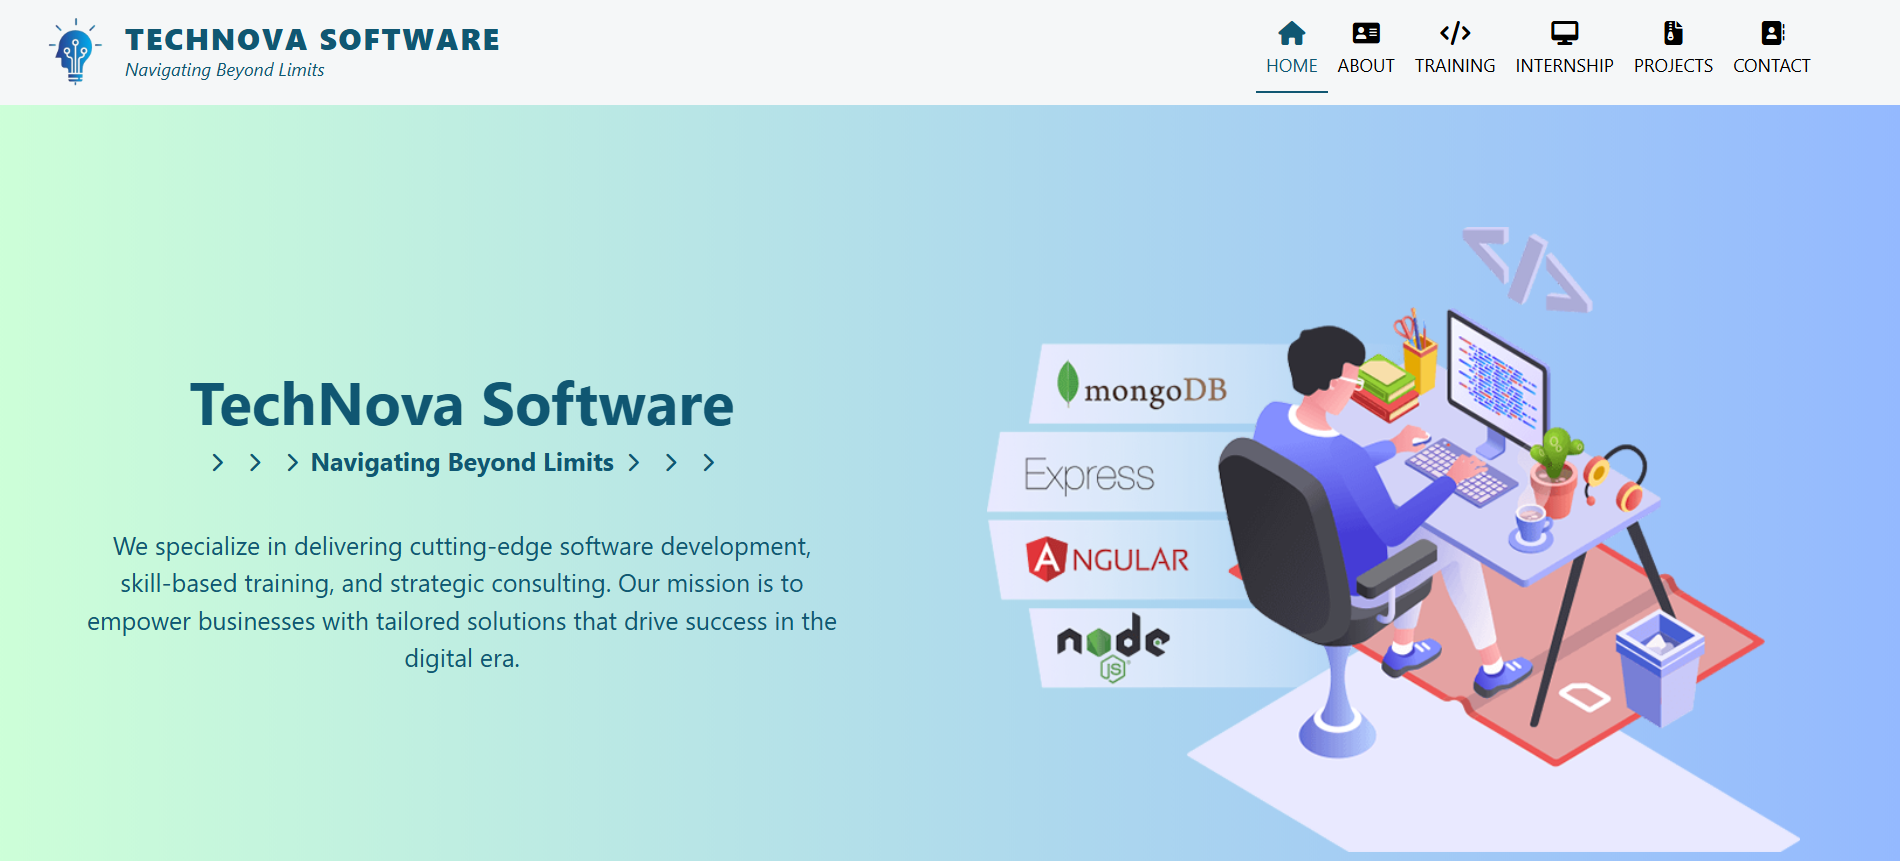 TECHNOVA SOFTWARE
Navigating Beyond Limits
HOME
ABOUT
TRAINING
INTERNSHIP
PROJECTS
CONTACT
TechNova Software
Navigating Beyond Limits
We specialize in delivering cutting-edge software development,
skill-based training, and strategic consulting. Our mission is to
empower businesses with tailored solutions that drive success in the
digital era.
mongoDB
Express
ANGULAR
node
JS